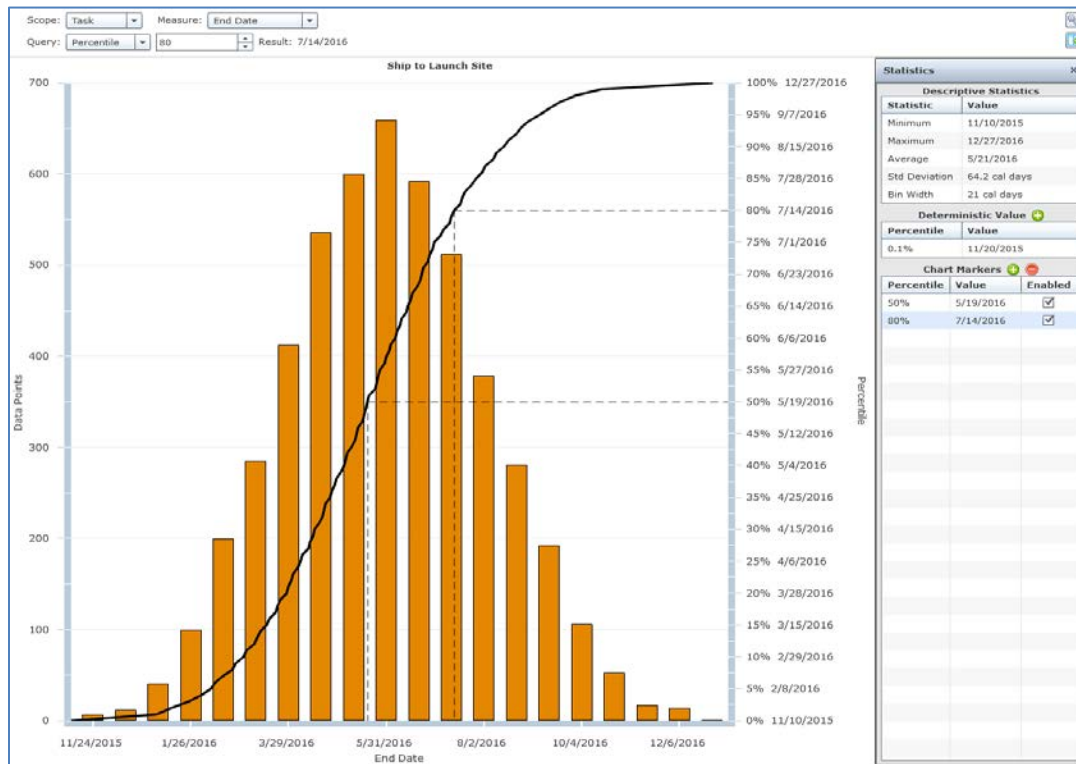 Scope: Task Measure: End Date
Query: Percentile 80 Result: 7/14/2016
Ship to Launch Site
700
600
500
400
300
200
100
0
Data Points
11/24/2015 1/26/2016 3/29/2016 5/31/2016 8/2/2016 10/4/2016 12/6/2016
End Date
100% 12/27/2016
95% 9/7/2016
90% 8/15/2016
85% 7/28/2016
80% 7/14/2016
75% 7/1/2016
70% 6/23/2016
65% 6/14/2016
60% 6/6/2016
55% 5/27/2016
50% 5/19/2016
45% 5/12/2016
40% 5/4/2016
35% 4/25/2016
30% 4/15/2016
25% 4/6/2016
20% 3/28/2016
15% 3/15/2016
10% 2/29/2016
5% 2/8/2016
0% 11/10/2015
Percentile
Statistics
Descriptive Statistics
Statistic Value
Minimum 11/10/2015
Maximum 12/27/2016
Average 5/21/2016
Std Deviation 64.2 cal days
Bin Width 21 cal days
Deterministic Value
Percentile Value
0.1% 11/20/2015
Chart Markers
Percentile Value Enabled
50% 5/19/2016
80% 7/14/2016